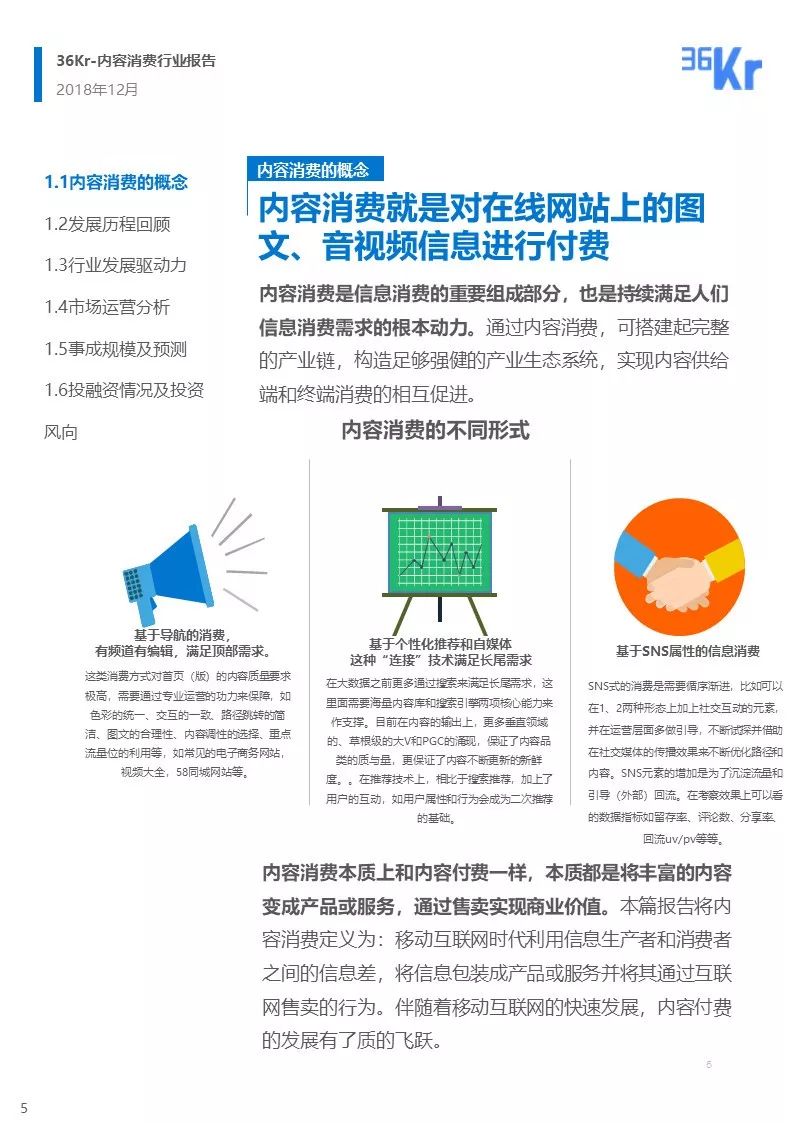 36Kr-内容消费行业报告
2018年12月
36Kr
1.1内容消费的概念
1.2发展历程回顾
1.3行业发展驱动力
1.4市场运营分析
1.5事成规模及预测
1.6投融资情况及投资
风向
内容消费的概念
内容消费就是对在线网站上的图
文、音视频信息进行付费
内容消费是信息消费的重要组成部分，也是持续满足人们
信息消费需求的根本动力。通过内容消费，可搭建起完整
的产业链，构造足够强健的产业生态系统，实现内容供给
端和终端消费的相互促进。
内容消费的不同形式
基于导航的消费，
有频道有编辑，满足顶部需求。
这类消费方式对首页（版）的内容质量要求
极高，需要通过专业运营的功力来保障，如
色彩的统一、交互的一致、路径跳转的简
洁、图文的合理性、内容调性的选择、重点
流量位的利用等，如常见的电子商务网站，
视频大全，58同城网站等。
基于个性化推荐和自媒体
这种“连接”技术满足长尾需求
在大数据之前更多通过搜索来满足长尾需求，这
里面需要海量内容库和搜索引擎两项核心能力来
作支撑。目前在内容的输出上，更多垂直领域
的、草根级的大V和PGC的涌现，保证了内容品
类的质与量，更保证了内容不断更新的新鲜
度。。在推荐技术上，相比于搜索推荐，加上了
用户的互动，如用户属性和行为会成为二次推荐
的基础。
基于SNS属性的信息消费
SNS式的消费是需要循序渐进，比如可以
在1、2两种形态上加上社交互动的元素，
并在运营层面多做引导，不断试探并借助
在社交媒体的传播效果来不断优化路径和
内容。SNS元素的增加是为了沉淀流量和
引导（外部）回流。在考察效果上可以看
的数据指标如留存率、评论数、分享率、
回流uv/pv等等。
内容消费本质上和内容付费一样，本质都是将丰富的内容
变成产品或服务，通过售卖实现商业价值。本篇报告将内
容消费定义为：移动互联网时代利用信息生产者和消费者
之间的信息差，将信息包装成产品或服务并将其通过互联
网售卖的行为。伴随着移动互联网的快速发展，内容付费
的发展有了质的飞跃。
6
5